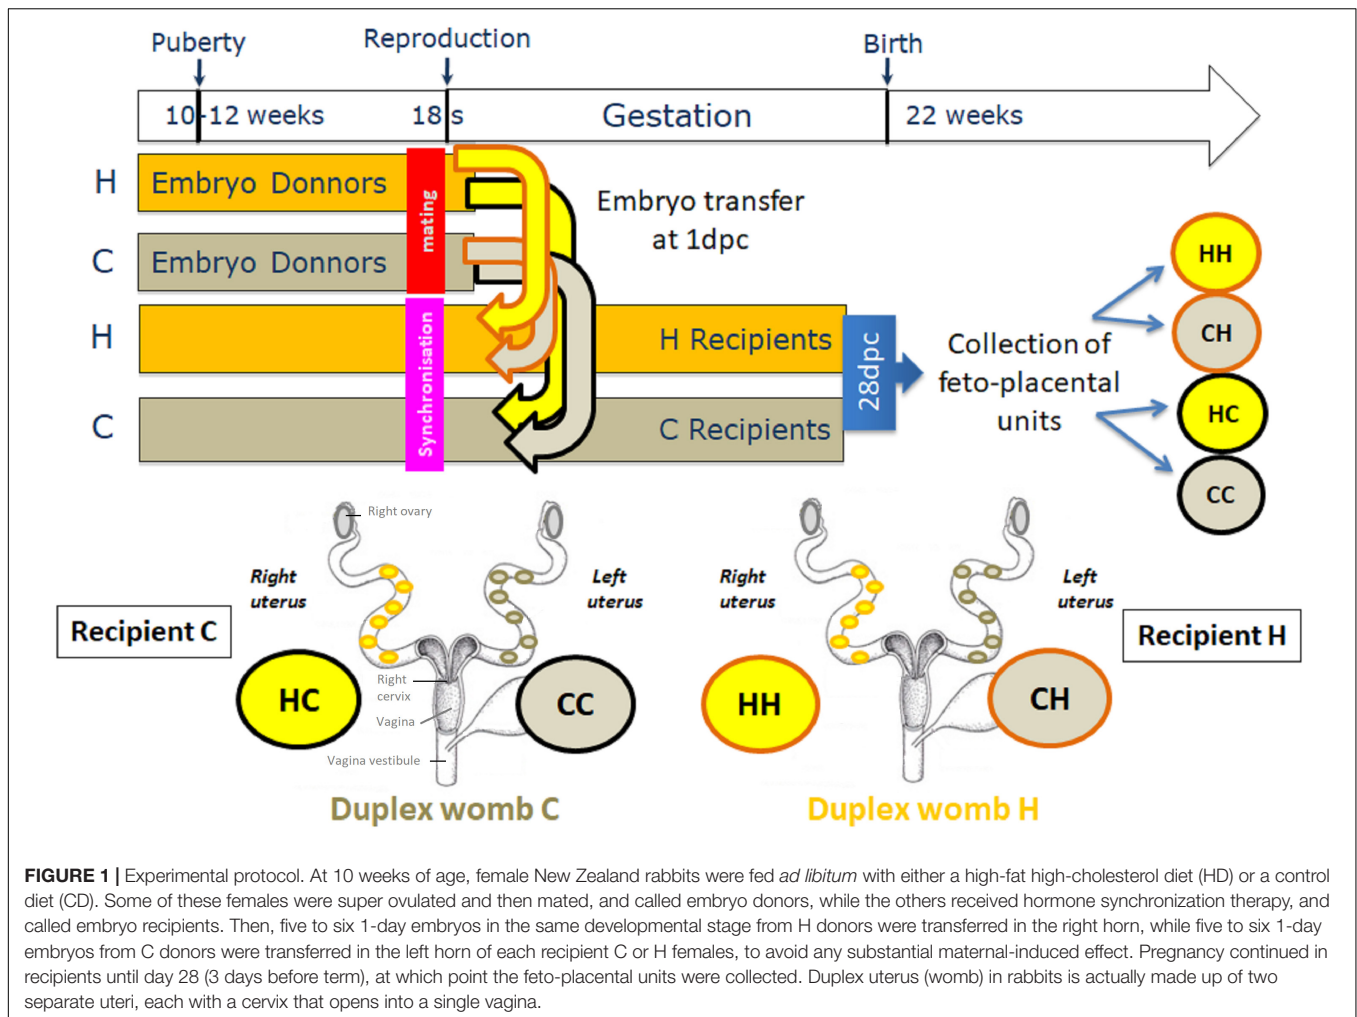 Puberty
Reproduction
Birth
10-12 weeks
18 s
Gestation
22 weeks
H
Embryo Donnors
mating
C
Embryo Donnors
Embryo transfer
at 1dpc
H
Synchronisation
H Recipients
C
C Recipients
28dpc
Collection of
feto-placental
units
HH
CH
HC
CC
Right ovary
Right
uterus
Left
uterus
Recipient C
HC
CC
Right
cervix
Vagina
Vagina vestibule
Duplex womb C
Right
uterus
Left
uterus
Recipient H
HH
CH
Duplex womb H
FIGURE 1 | Experimental protocol. At 10 weeks of age, female New Zealand rabbits were fed ad libitum with either a high-fat high-cholesterol diet (HD) or a control
diet (CD). Some of these females were super ovulated and then mated, and called embryo donors, while the others received hormone synchronization therapy, and
called embryo recipients. Then, five to six 1-day embryos in the same developmental stage from H donors were transferred in the right horn, while five to six 1-day
embryos from C donors were transferred in the left horn of each recipient C or H females, to avoid any substantial maternal-induced effect. Pregnancy continued in
recipients until day 28 (3 days before term), at which point the feto-placental units were collected. Duplex uterus (womb) in rabbits is actually made up of two
separate uteri, each with a cervix that opens into a single vagina.